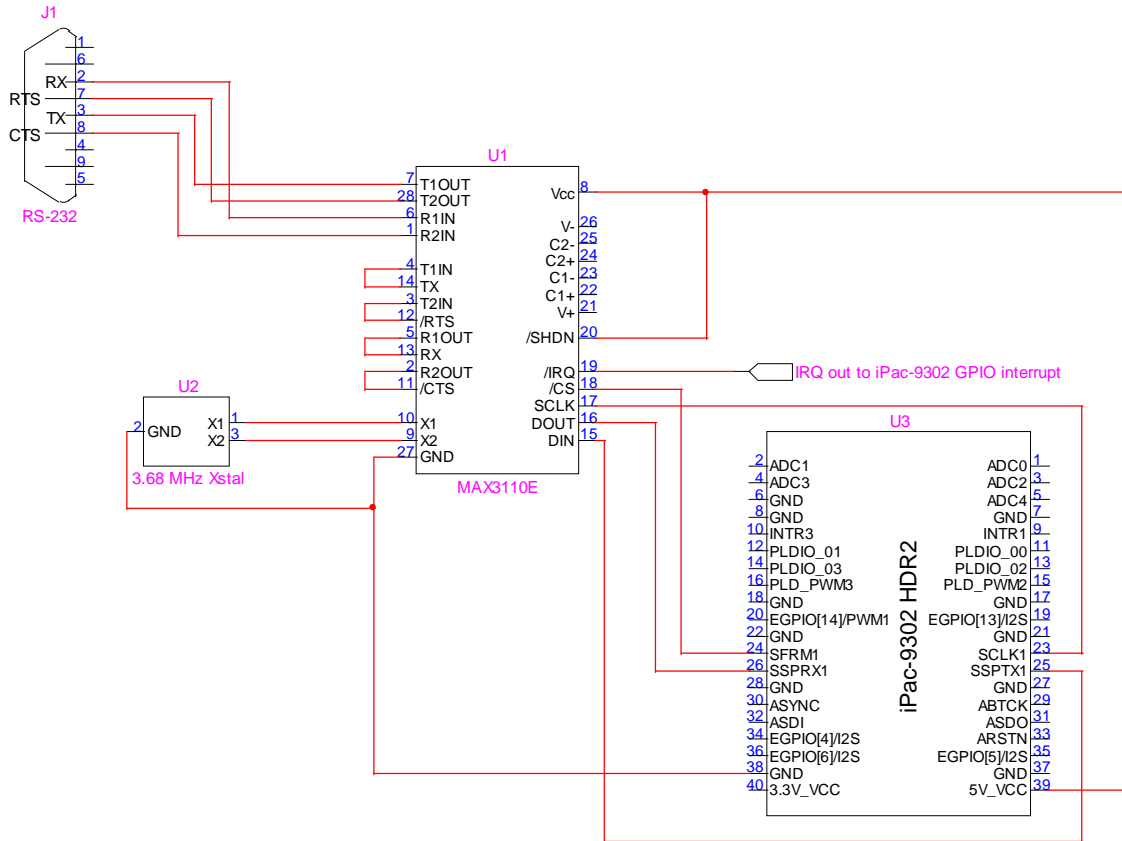 J1
1
6
RX 2
RTS 7
TX 3
CTS 8
4
9
5
RS-232
U1
7 T1OUT
28 T2OUT
6 R1IN
1 R2IN
4 T1IN
14 TX
3 T2IN
12 /RTS
5 R1OUT
13 RX
2 R2OUT
11 /CTS
10 X1
9 X2
27 GND
Vcc 8
V- 26
C2- 25
C2+ 24
C1- 23
C1+ 22
V+ 21
/SHDN 20
/IRQ 19
/CS 18
SCLK 17
DOUT 16
DIN 15
MAX3110E
IRQ out to iPac-9302 GPIO interrupt
U2
2 GND
X1 1
X2 3
3.68 MHz Xstal
U3
2 ADC1 ADC0 1
4 ADC3 ADC2 3
6 GND ADC4 5
8 GND GND 7
10 INTR3 INTR1 9
12 PLDIO_01 PLDIO_00 11
14 PLDIO_03 PLDIO_02 13
16 PLD_PWM3 PLD_PWM2 15
18 GND GND 17
20 EGPIO[14]/PWM1 EGPIO[13]/I2S 19
22 GND GND 21
24 SFRM1 SCLK1 23
26 SSPRX1 SSPTX1 25
28 GND GND 27
30 ASYNC ABTCK 29
32 ASDI ASDO 31
34 EGPIO[4]/I2S ARSTN 33
36 EGPIO[6]/I2S EGPIO[5]/I2S 35
38 GND GND 37
40 3.3V_VCC 5V_VCC 39
iPac-9302 HDR2